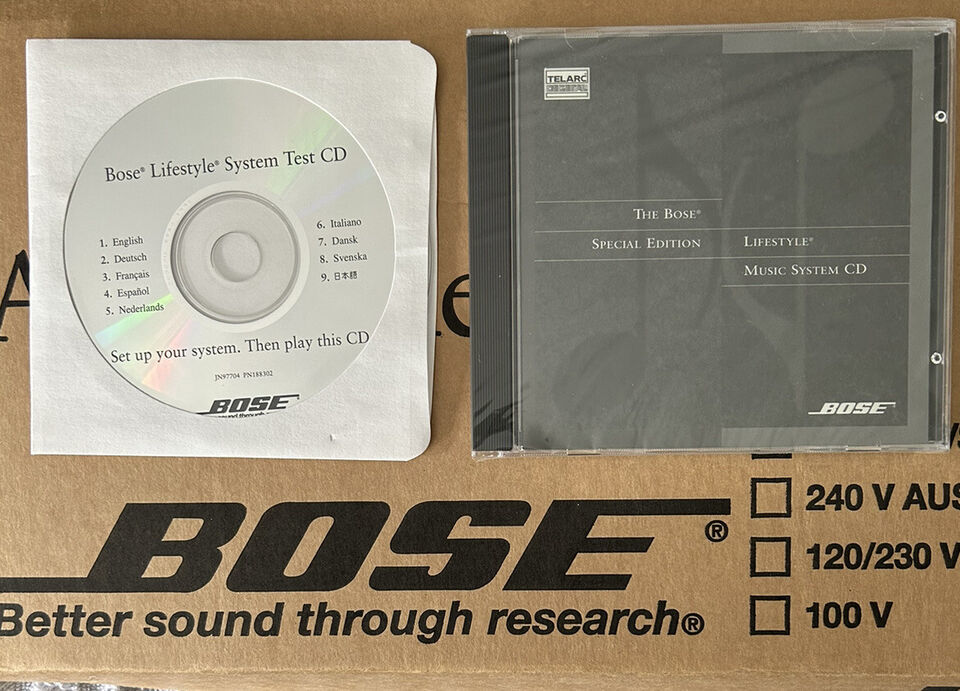 Bose® Lifestyle® System Test CD
1. English
2. Deutsch
3. Français
4. Español
5. Nederlands
6. Italiano
7. Dansk
8. Svenska
9. 日本語
Set up your system. Then play this CD
JN97704 PN188302
BOSE
sound through
TELARC
DIGITAL
THE BOSE®
SPECIAL EDITION
LIFESTYLE®
MUSIC SYSTEM CD
BOSE
BOSE®
Better sound through research®
240 V AUS
120/230 V
100 V